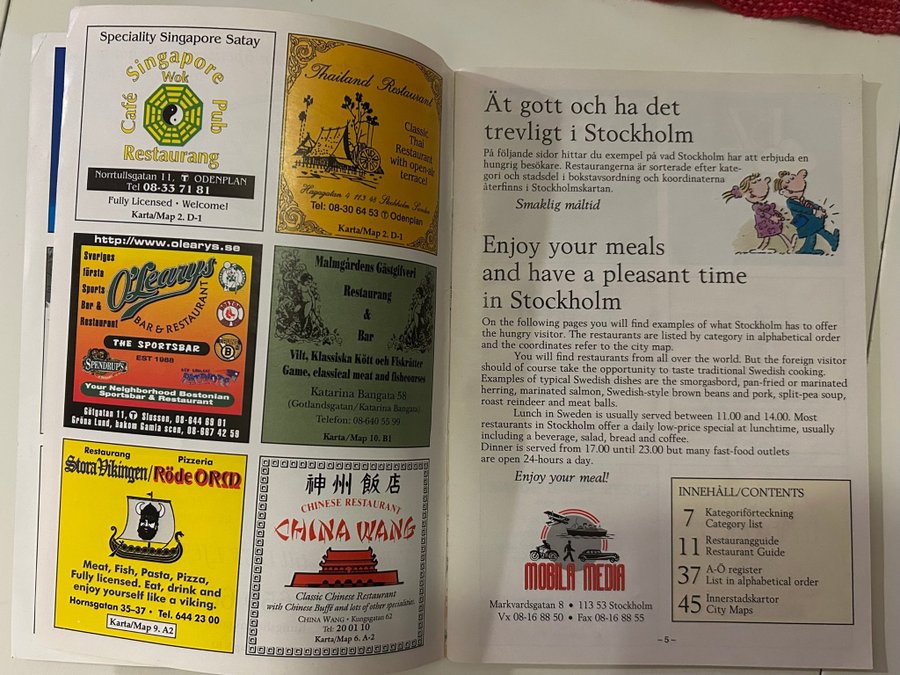 Speciality Singapore Satay
Singapore
Wok
Café
Pub
Restaurang
Norrtullsgatan 11, T ODENPLAN
Tel 08-33 71 81
Fully Licensed · Welcome!
Karta/Map 2. D-1
Thailand Restaurant
Classic
Thai
Restaurant
with open-air
terrace!
Hagagatan 4 113 48 Stockholm Sweden
Tel: 08-30 64 53 T Odenplan
Karta/Map 2. D-1
http://www.olearys.se
Sveriges
första
Sports
Bar &
Restaurant
O'Learys
BAR & RESTAURANT
BOSTON
THE SPORTSBAR
EST 1988
SPENDRUP'S
Your Neighborhood Bostonian
Sportsbar & Restaurant
Götgatan 11, T Slussen, 08-644 69 01
Gröna Lund, bakom Gamla scen, 08-667 42 59
Malmgårdens Gästgifveri
Restaurang
&
Bar
Vilt, Klassiska Kött och Fiskrätter
Game, classical meat and fishcourses
Katarina Bangata 58
(Gotlandsgatan/Katarina Bangata)
Telefon: 08-640 55 99
Karta/Map 10. B1
Restaurang Pizzeria
Stora Vikingen/Röde ORM
Meat, Fish, Pasta, Pizza,
Fully licensed. Eat, drink and
enjoy yourself like a viking.
Hornsgatan 35-37 · Tel. 644 23 00
Karta/Map 9. A2
神州飯店
CHINESE RESTAURANT
CHINA WANG
Classic Chinese Restaurant
with Chinese Buffé and lots of other specialities.
CHINA WANG • Kungsgatan 62
Tel: 20 01 10
Karta/Map 6. A-2
Ät gott och ha det
trevligt i Stockholm
På följande sidor hittar du exempel på vad Stockholm har att erbjuda en
hungrig besökare. Restaurangerna är sorterade efter kate-
gori och stadsdel i bokstavsordning och koordinaterna
återfinns i Stockholmskartan.
Smaklig måltid
Enjoy your meals
and have a pleasant time
in Stockholm
On the following pages you will find examples of what Stockholm has to offer
the hungry visitor. The restaurants are listed by category in alphabetical order
and the coordinates refer to the city map.
You will find restaurants from all over the world. But the foreign visitor
should of course take the opportunity to taste traditional Swedish cooking.
Examples of typical Swedish dishes are the smorgasbord, pan-fried or marinated
herring, marinated salmon, Swedish-style brown beans and pork, split-pea soup,
roast reindeer and meat balls.
Lunch in Sweden is usually served between 11.00 and 14.00. Most
restaurants in Stockholm offer a daily low-price special at lunchtime, usually
including a beverage, salad, bread and coffee.
Dinner is served from 17.00 until 23.00 but many fast-food outlets
are open 24-hours a day.
Enjoy your meal!
MOBILA MEDIA
Markvardsgatan 8 • 113 53 Stockholm
Vx 08-16 88 50 • Fax 08-16 88 55
INNEHÅLL/CONTENTS
7 Kategoriförteckning
Category list
11 Restaurangguide
Restaurant Guide
37 A-Ö register
List in alphabetical order
45 Innerstadskartor
City Maps
– 5 –